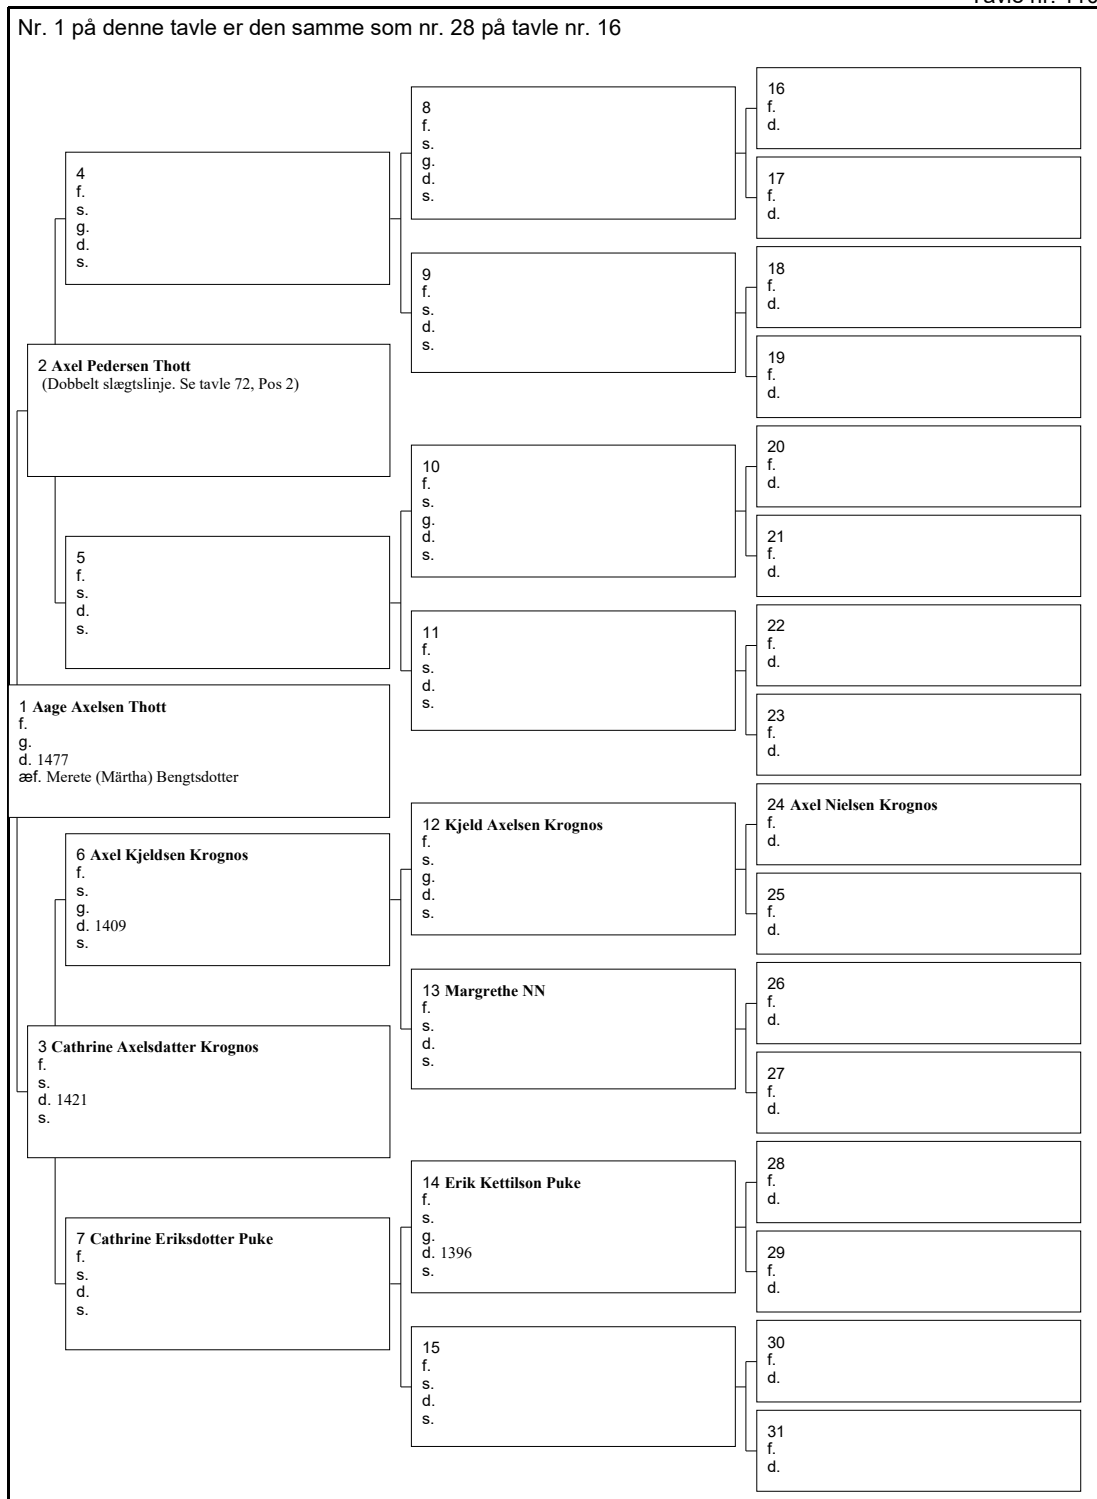 Nr. 1 på denne tavle er den samme som nr. 28 på tavle nr. 16
16
f.
d.
8
f.
s.
g.
d.
s.
17
f.
d.
4
f.
s.
g.
d.
s.
18
f.
d.
9
f.
s.
d.
s.
19
f.
d.
2 Axel Pedersen Thott
(Dobbelt slægtslinje. Se tavle 72, Pos 2)
20
f.
d.
10
f.
s.
g.
d.
s.
21
f.
d.
5
f.
s.
d.
s.
22
f.
d.
11
f.
s.
d.
s.
23
f.
d.
1 Aage Axelsen Thott
f.
g.
d. 1477
æf. Merete (Märtha) Bengtsdotter
24 Axel Nielsen Krognos
f.
d.
12 Kjeld Axelsen Krognos
f.
s.
g.
d.
s.
25
f.
d.
6 Axel Kjeldsen Krognos
f.
s.
g.
d. 1409
s.
26
f.
d.
13 Margrethe NN
f.
s.
d.
s.
27
f.
d.
3 Cathrine Axelsdatter Krognos
f.
s.
d. 1421
s.
28
f.
d.
14 Erik Kettilson Puke
f.
s.
g.
d. 1396
s.
29
f.
d.
7 Cathrine Eriksdotter Puke
f.
s.
d.
s.
30
f.
d.
15
f.
s.
d.
s.
31
f.
d.